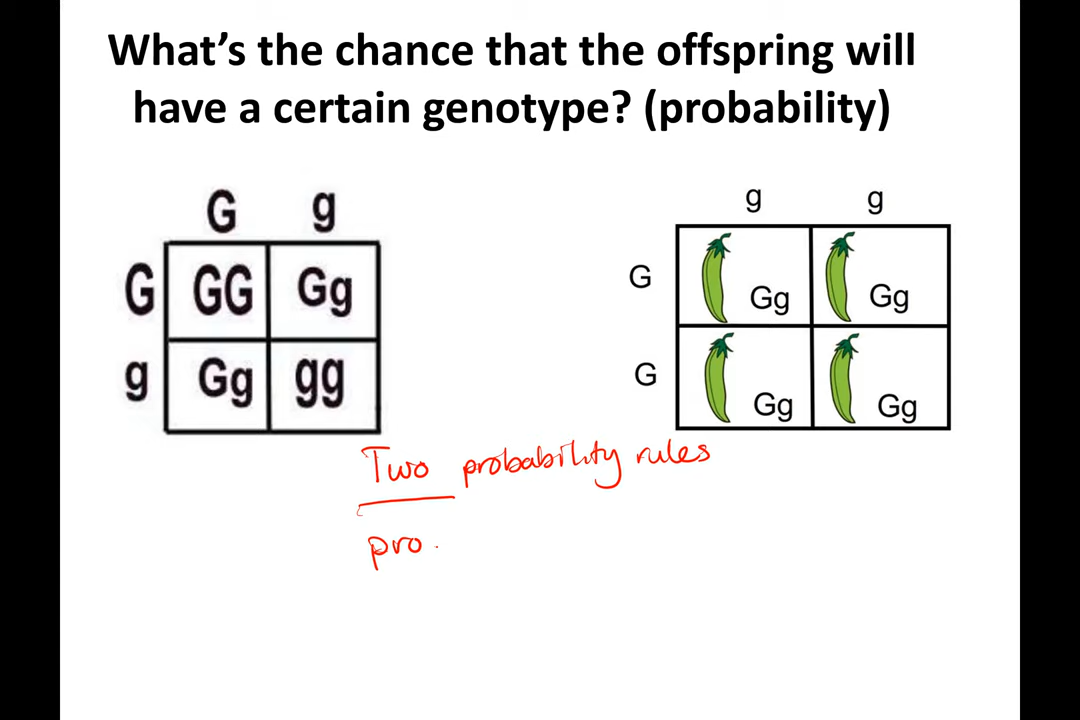 What's the chance that the offspring will
have a certain genotype? (probability)
G g
G GG Gg
g Gg gg
g g
G Gg Gg
G Gg Gg
Two probability rules
pro